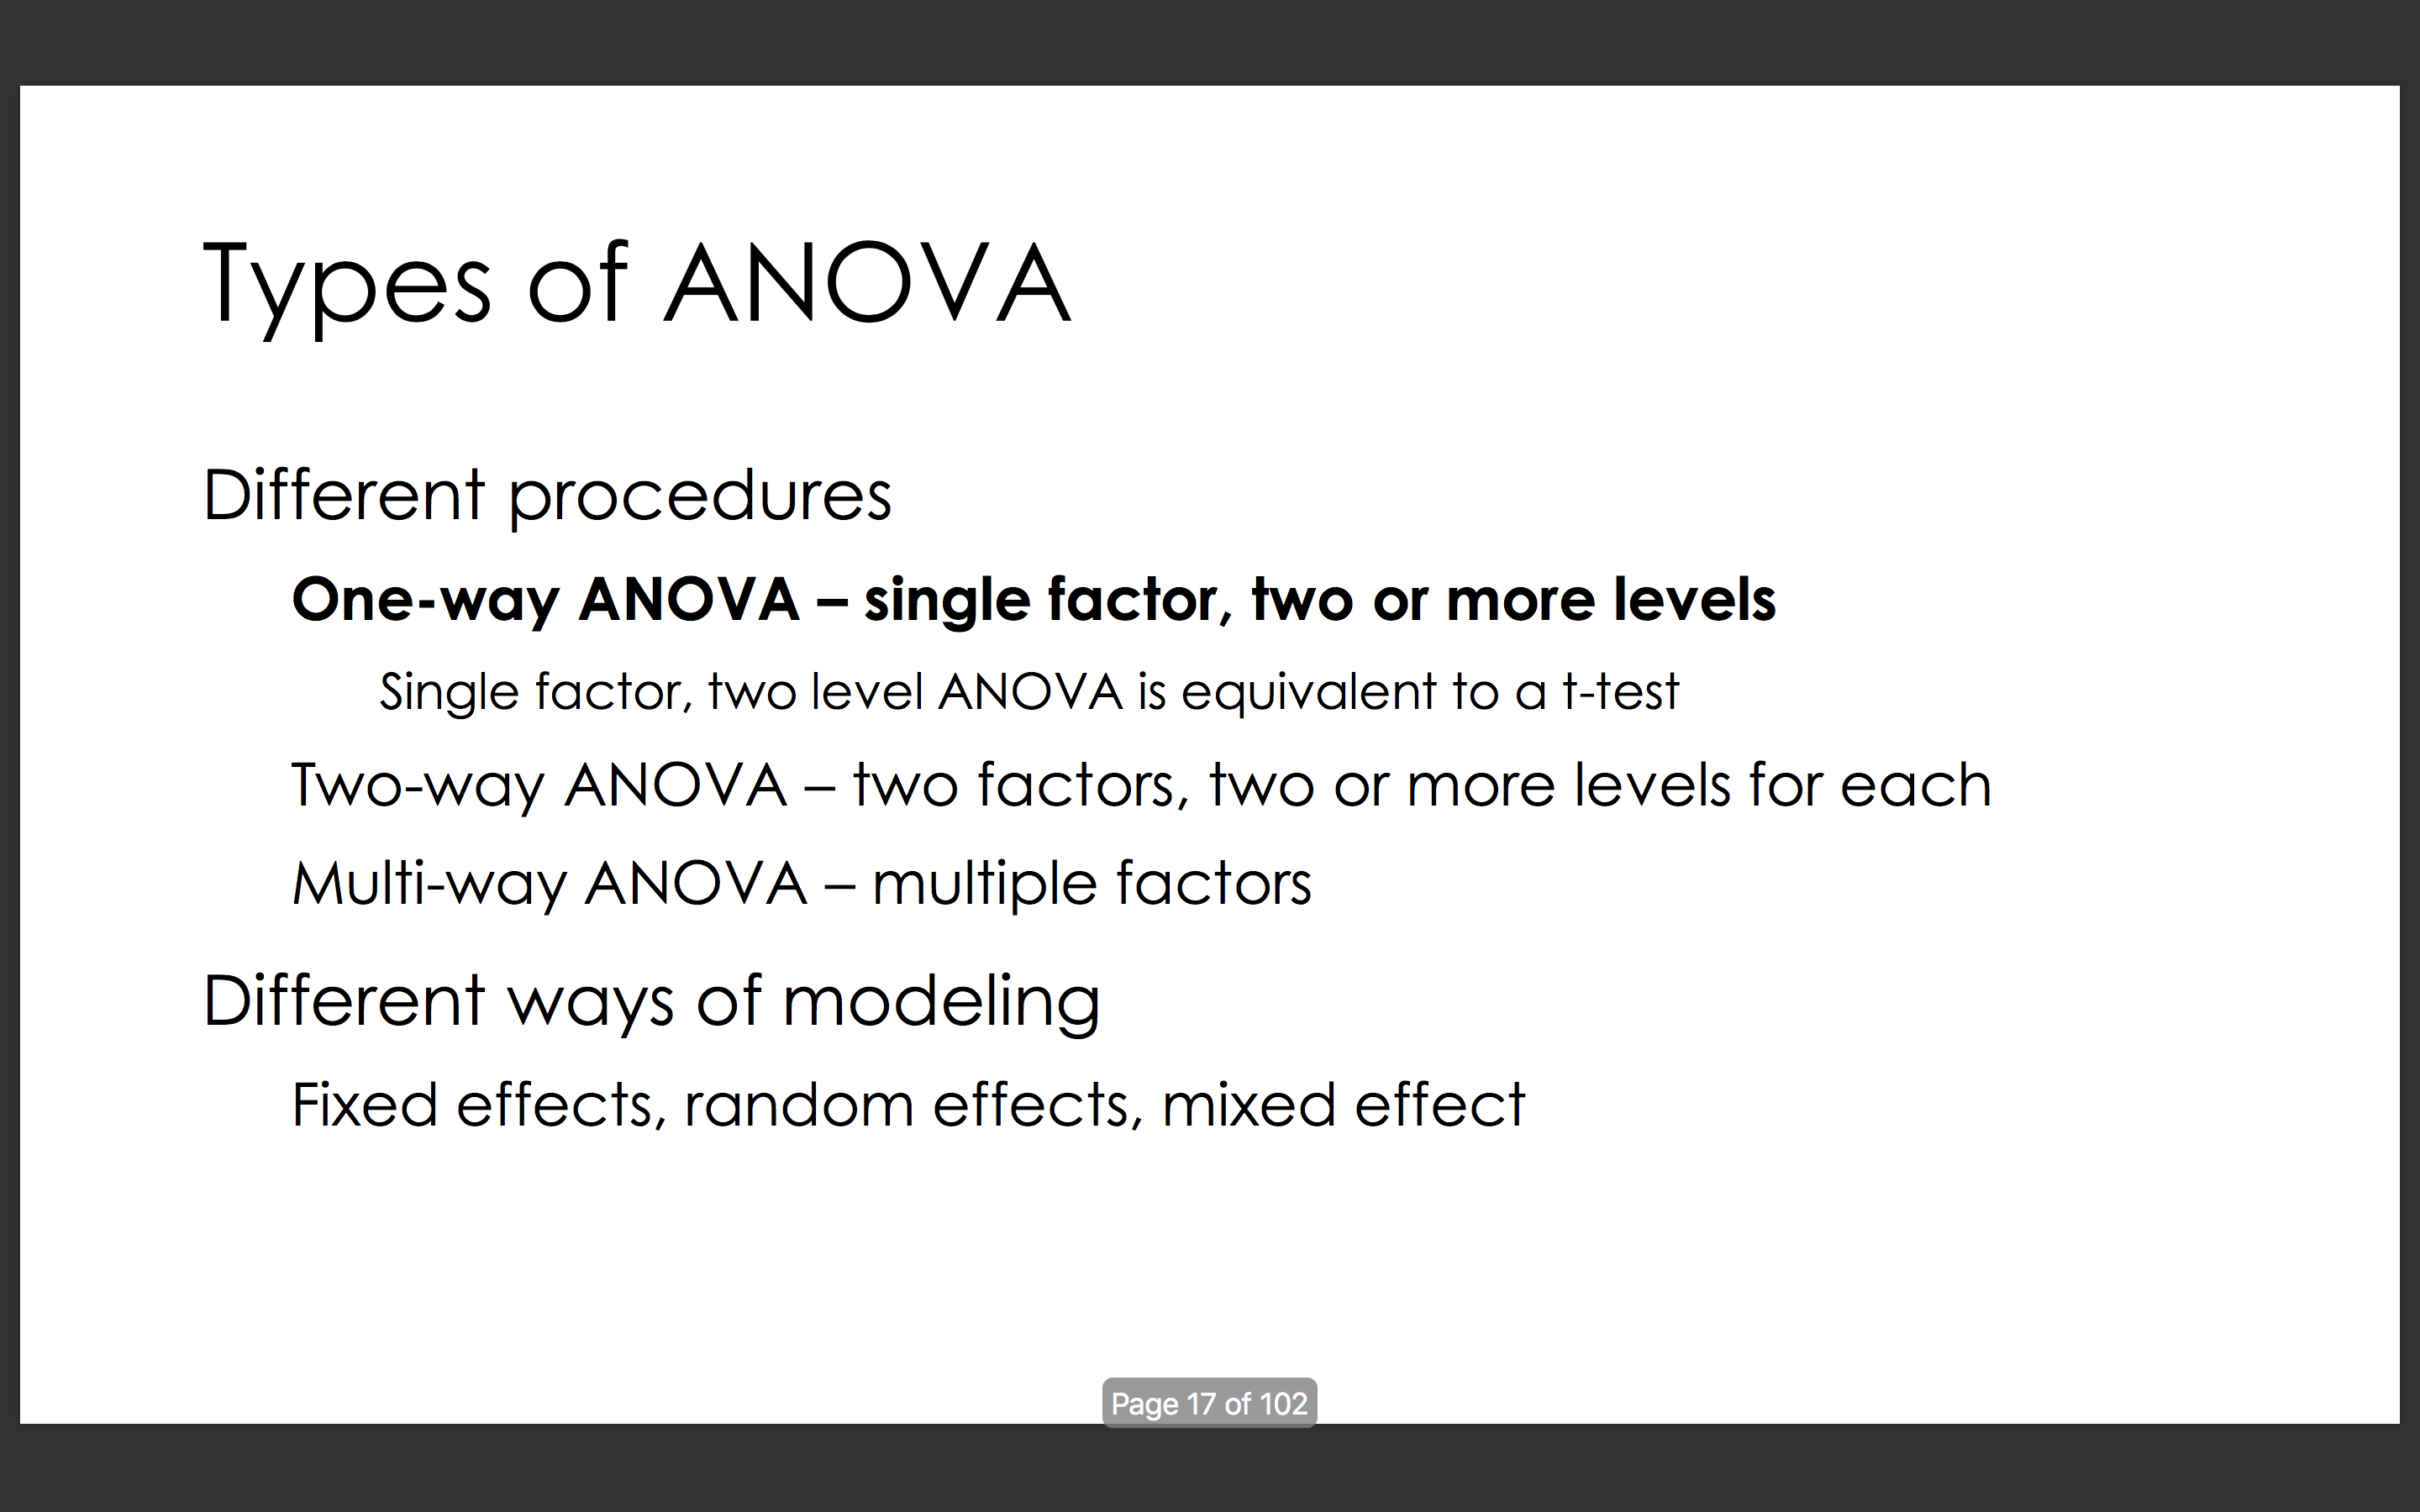 Types of ANOVA
Different procedures
One-way ANOVA – single factor, two or more levels
Single factor, two level ANOVA is equivalent to a t-test
Two-way ANOVA – two factors, two or more levels for each
Multi-way ANOVA – multiple factors
Different ways of modeling
Fixed effects, random effects, mixed effect
Page 17 of 102